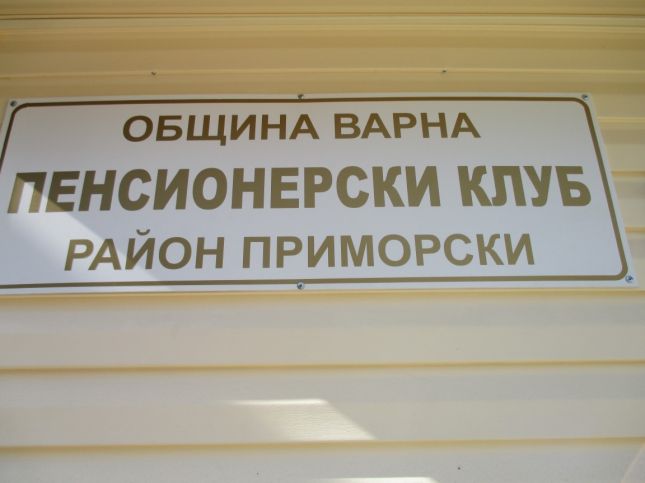 ОБЩИНА ВАРНА
ПЕНСИОНЕРСКИ КЛУБ
РАЙОН ПРИМОРСКИ